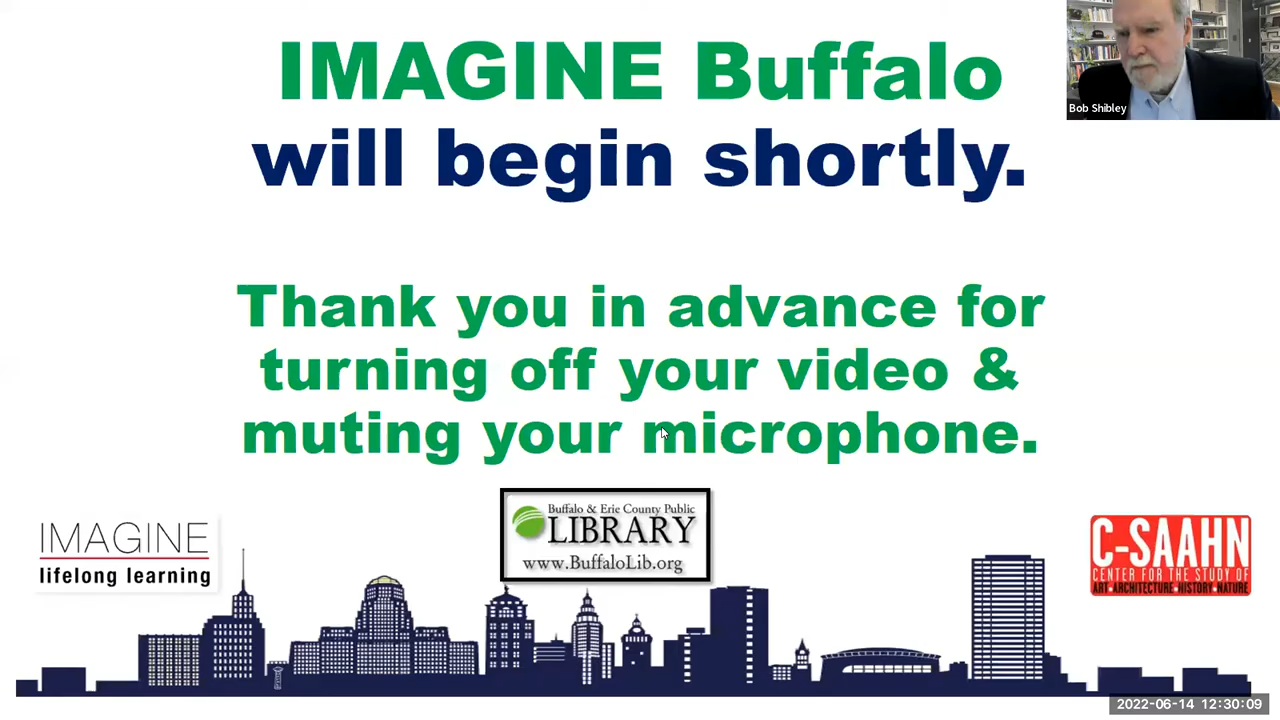 IMAGINE Buffalo
will begin shortly.
Bob Shibley
Thank you in advance for
turning off your video &
muting your microphone.
IMAGINE
lifelong learning
Buffalo & Erie County Public
LIBRARY
www.BuffaloLib.org
C-SAAHN
CENTER FOR THE STUDY OF
ART·ARCHITECTURE·HISTORY·NATURE
2022-06-14 12:30:09